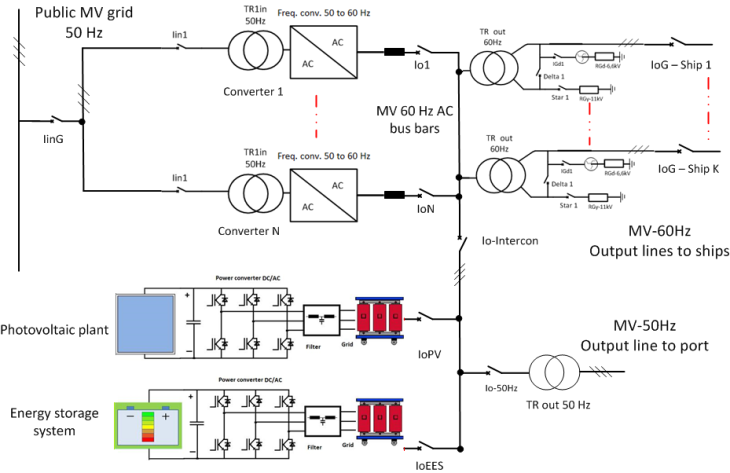 Public MV grid
50 Hz
Iin1
TR1in
50Hz
Freq. conv. 50 to 60 Hz
AC
AC
Converter 1
Io1
TR out
60Hz
IGd1
RGd-6,6kV
Delta 1
Star 1
RGy-11kV
IoG – Ship 1
IinG
MV 60 Hz AC
bus bars
Iin1
TR1in
50Hz
Freq. conv. 50 to 60 Hz
AC
AC
Converter N
IoN
TR out
60Hz
IGd1
RGd-6,6kV
Delta 1
Star 1
RGy-11kV
IoG – Ship K
Io-Intercon
MV-60Hz
Output lines to ships
Photovoltaic plant
Power converter DC/AC
+
−
Filter
Grid
IoPV
MV-50Hz
Output line to port
Io-50Hz
TR out 50 Hz
Energy storage
system
− +
Power converter DC/AC
+
−
Filter
Grid
IoEES